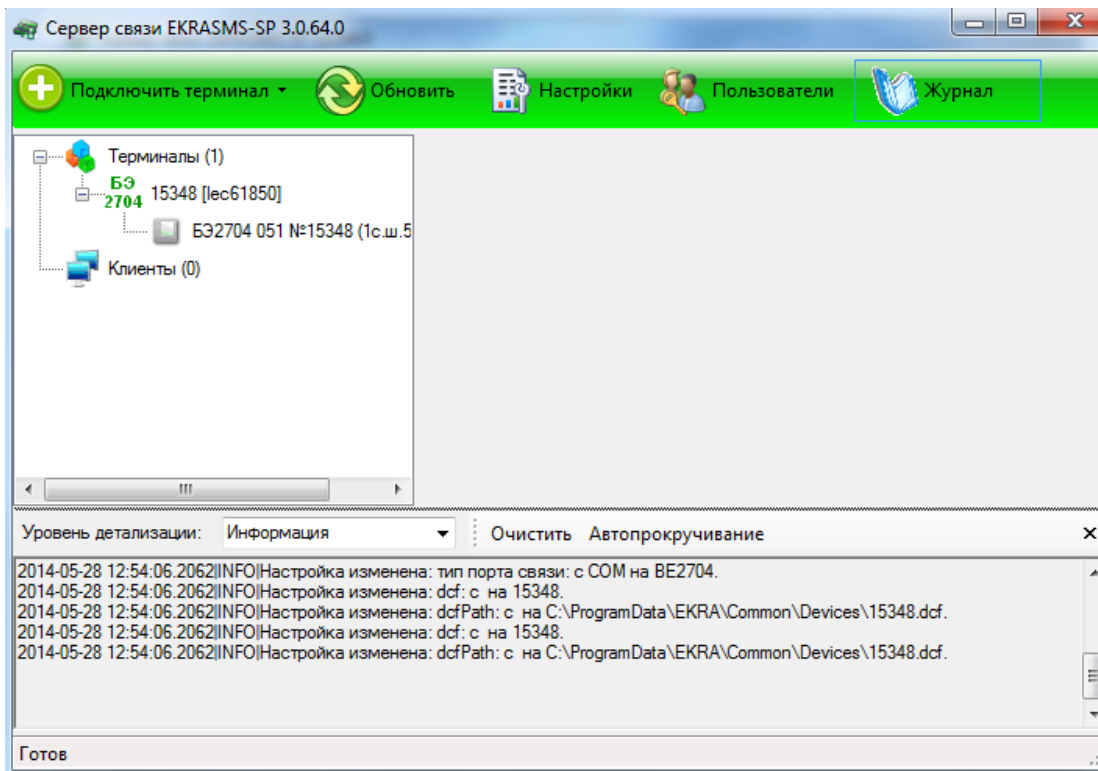 Сервер связи EKRASMS-SP 3.0.64.0
Подключить терминал Обновить Настройки Пользователи Журнал
Терминалы (1)
БЭ 2704 15348 [Iec61850]
БЭ2704 051 №15348 (1с.ш.5
Клиенты (0)
Уровень детализации: Информация Очистить Автопрокручивание
2014-05-28 12:54:06.2062|INFO|Настройка изменена: тип порта связи: с COM на BE2704.
2014-05-28 12:54:06.2062|INFO|Настройка изменена: dcf: с  на 15348.
2014-05-28 12:54:06.2062|INFO|Настройка изменена: dcfPath: с  на C:\ProgramData\EKRA\Common\Devices\15348.dcf.
2014-05-28 12:54:06.2062|INFO|Настройка изменена: dcf: с  на 15348.
2014-05-28 12:54:06.2062|INFO|Настройка изменена: dcfPath: с  на C:\ProgramData\EKRA\Common\Devices\15348.dcf.
Готов